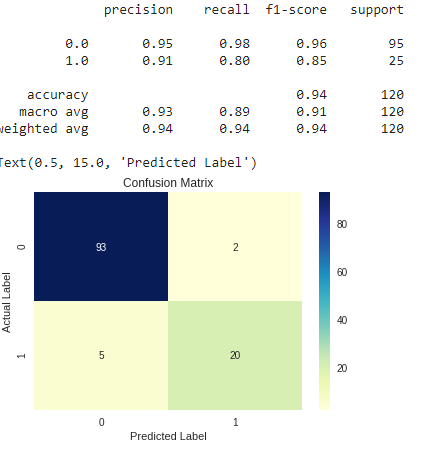 precision recall f1-score support
0.0 0.95 0.98 0.96 95
1.0 0.91 0.80 0.85 25
accuracy 0.94 120
macro avg 0.93 0.89 0.91 120
weighted avg 0.94 0.94 0.94 120
Text(0.5, 15.0, 'Predicted Label')
Confusion Matrix
Actual Label
0
93 2
1
5 20
0 1
Predicted Label
80
60
40
20